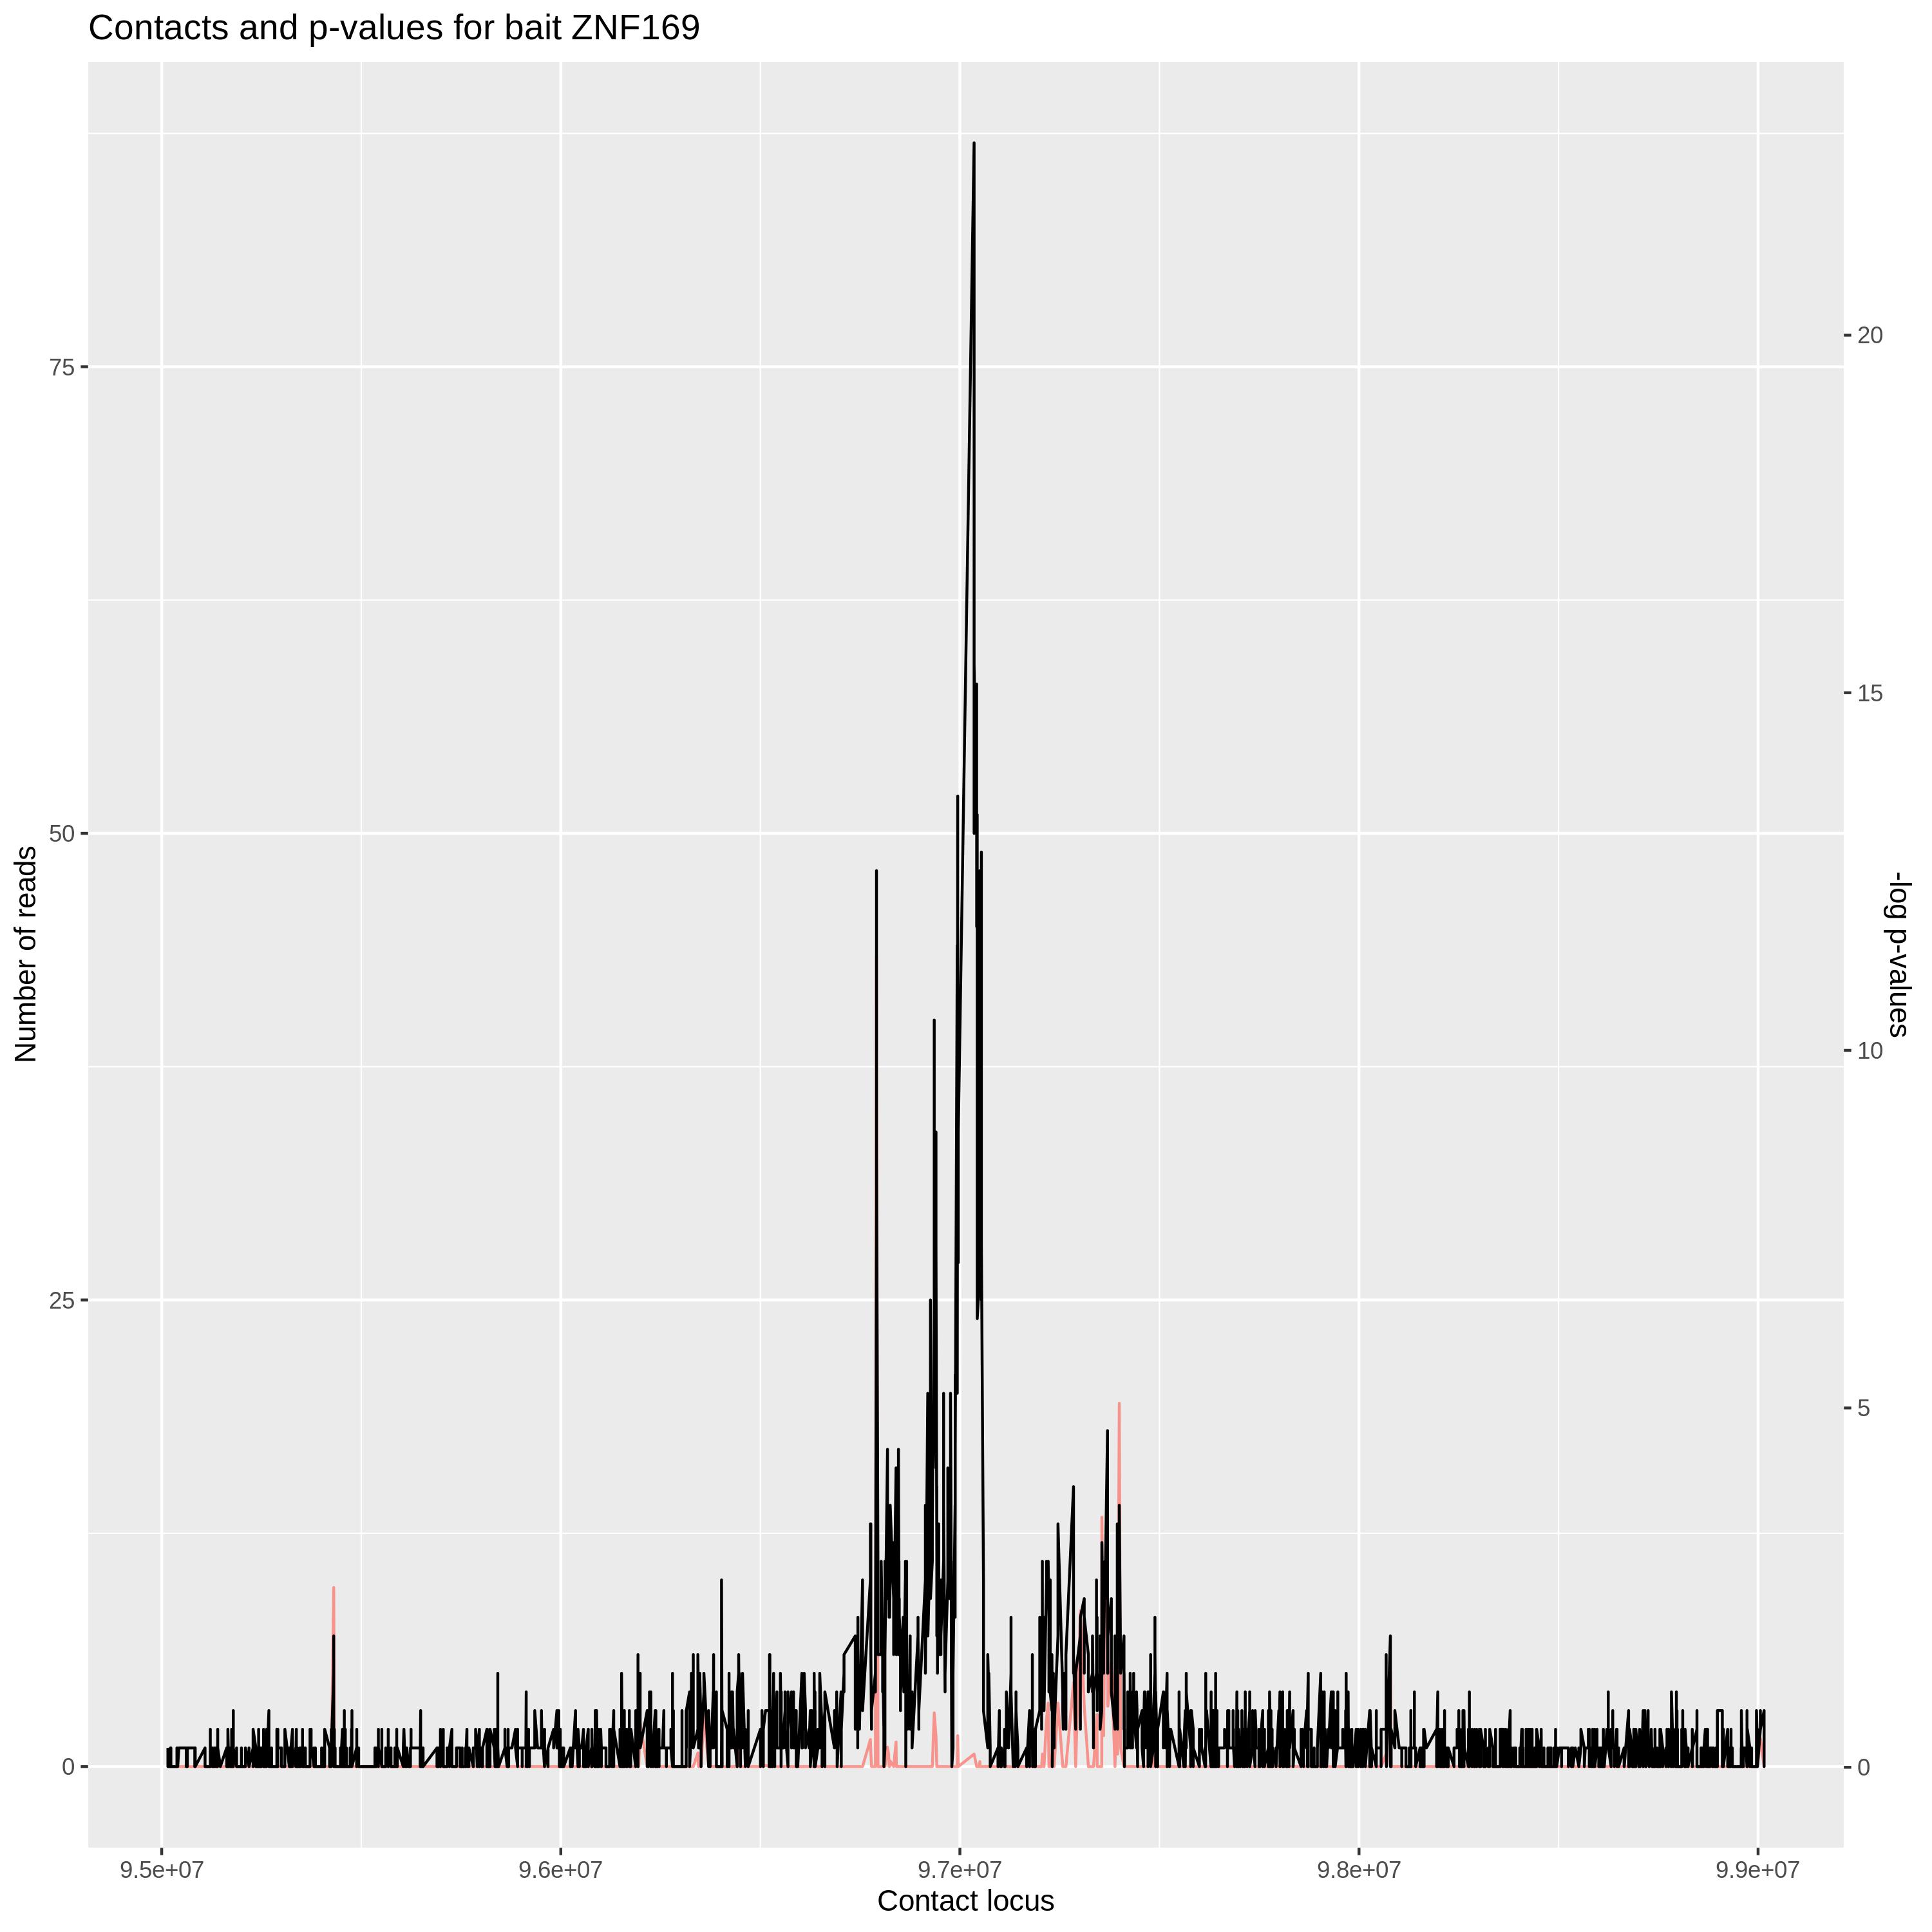 Contacts and p-values for bait ZNF169
Number of reads
75
50
25
0
20
15
10
5
0
-log p-values
9.5e+07 9.6e+07 9.7e+07 9.8e+07 9.9e+07
Contact locus